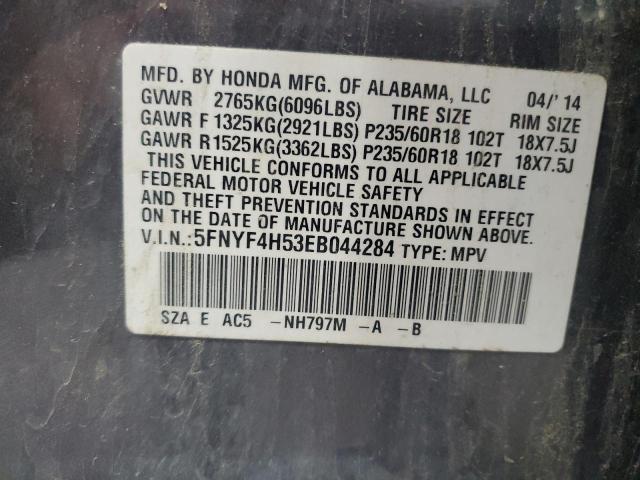 MFD. BY HONDA MFG. OF ALABAMA, LLC 04/'14
GVWR 2765KG(6096LBS) TIRE SIZE RIM SIZE
GAWR F 1325KG(2921LBS) P235/60R18 102T 18X7.5J
GAWR R1525KG(3362LBS) P235/60R18 102T 18X7.5J
THIS VEHICLE CONFORMS TO ALL APPLICABLE
FEDERAL MOTOR VEHICLE SAFETY
AND THEFT PREVENTION STANDARDS IN EFFECT
ON THE DATE OF MANUFACTURE SHOWN ABOVE.
V.I.N.:5FNYF4H53EB044284 TYPE: MPV
SZA E AC5 -NH797M -A -B